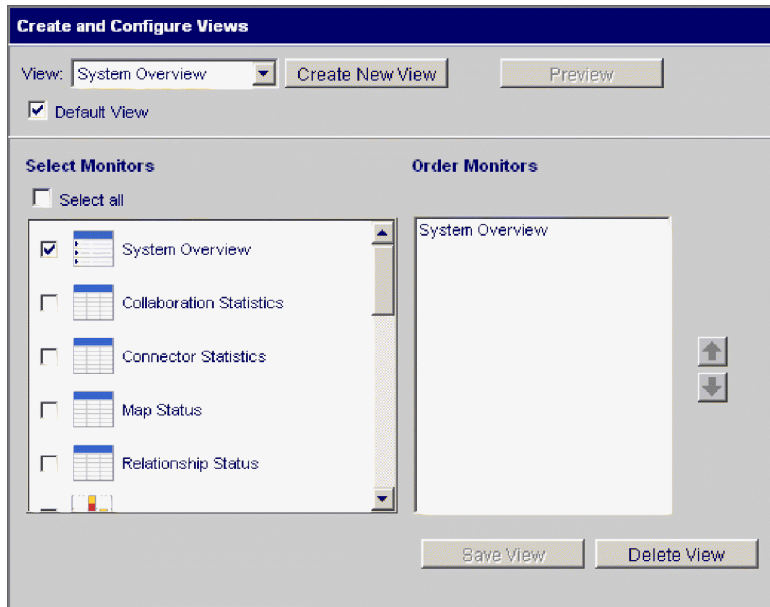 Create and Configure Views
View: System Overview Create New View Preview
Default View
Select Monitors Order Monitors
Select all
System Overview System Overview
Collaboration Statistics
Connector Statistics
Map Status
Relationship Status
Save View Delete View